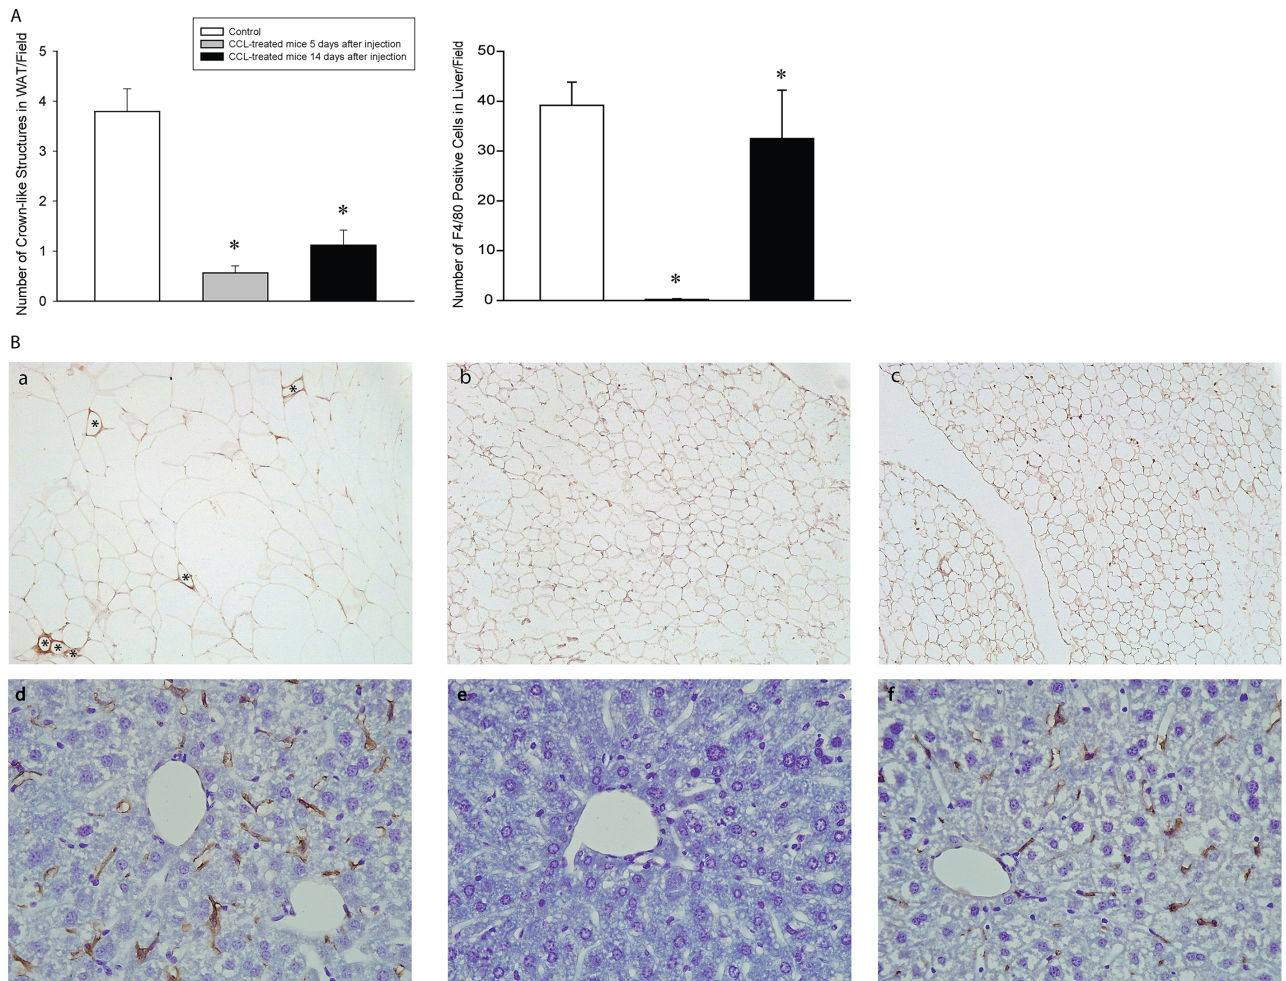 A
Control
CCL-treated mice 5 days after injection
CCL-treated mice 14 days after injection
Number of Crown-like Structures in WAT/Field
5
4
3
2
1
0
*
*
Number of F4/80 Positive Cells in Liver/Field
50
40
30
20
10
0
*
*
B
a
*
*
*
* * *
b
c
d
e
f